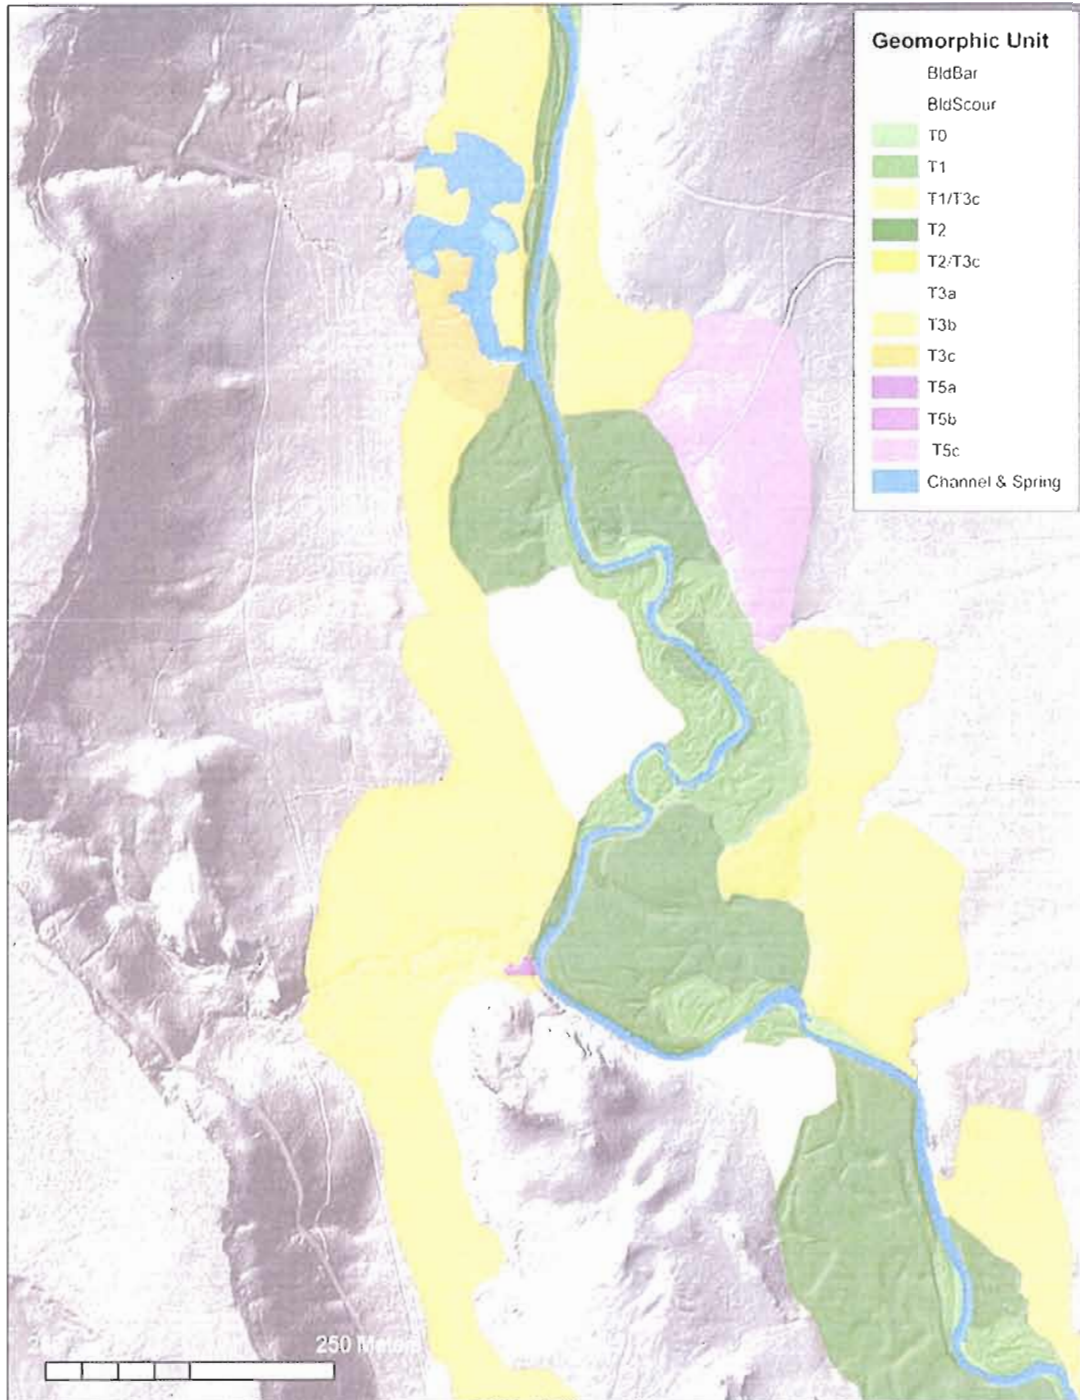 Geomorphic Unit
BldBar
BldScour
T0
T1
T1/T3c
T2
T2/T3c
T3a
T3b
T3c
T5a
T5b
T5c
Channel & Spring
250 Meters